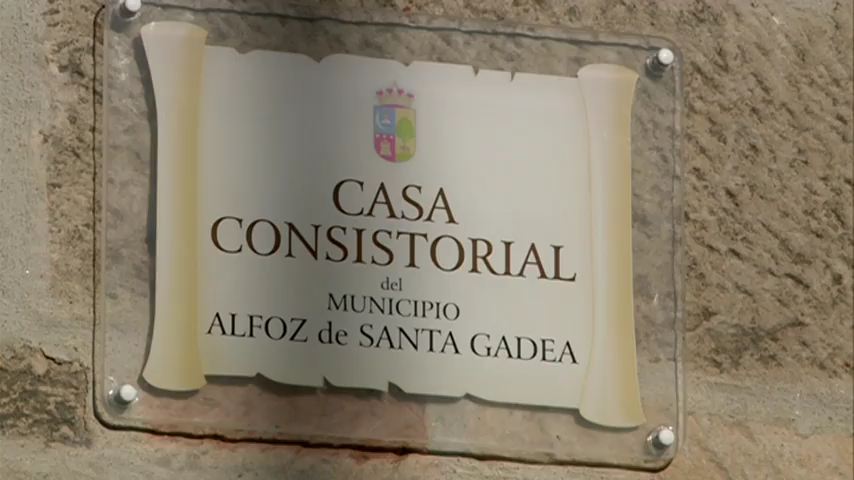 CASA
CONSISTORIAL
del
MUNICIPIO
ALFOZ de SANTA GADEA